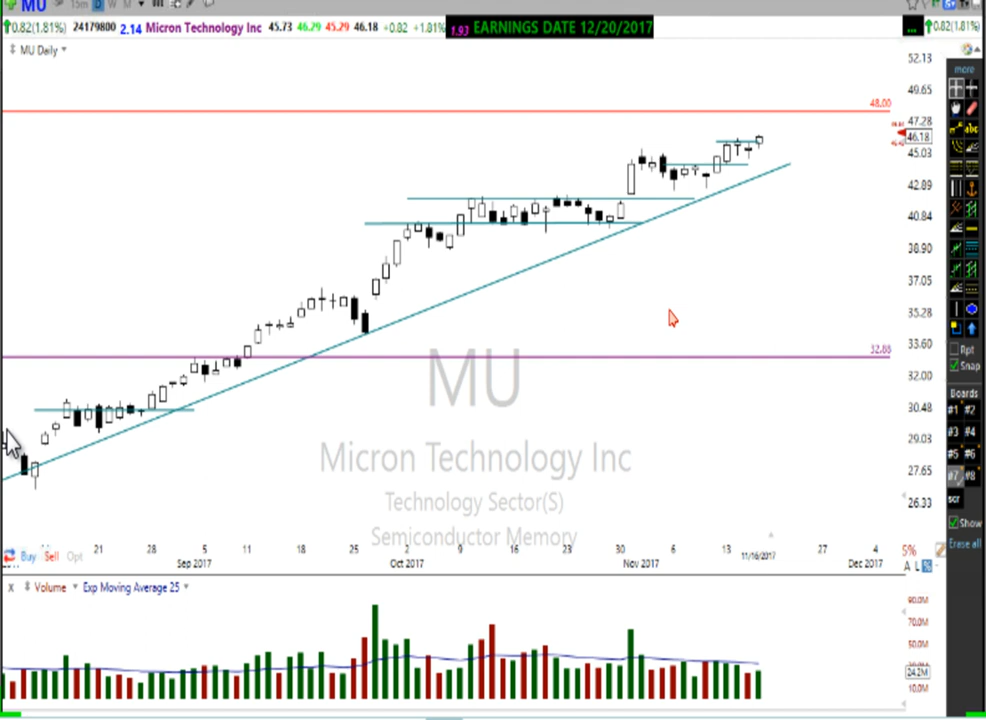 MU 15m D W M
0.82(1.81%) 24179800 2.14 Micron Technology Inc 45.73 46.29 45.29 46.18 +0.82 +1.81% 1.93 EARNINGS DATE 12/20/2017 ... 0.82(1.81%)
MU Daily
52.13
more
49.65
48.00
47.28
abc
46.18
45.03
42.89
40.84
38.90
37.05
35.28
33.60
Rpt
32.88
Snap
32.00
MU
Boards
30.48
#1 #2
#3 #4
29.03
Micron Technology Inc
#5 #6
27.65
#7 #8
Technology Sector(S)
26.33
scr
Semiconductor Memory
Show
Buy Sell Opt
21 28 5 11 18 25 2 9 16 23 30 6 13 11/16/2017 27 4 5%
Erase all
Sep 2017 Oct 2017 Nov 2017 Dec 2017 A L %
X Volume Exp Moving Average 25
90.0M
70.0M
50.0M
24.2M
10.0M